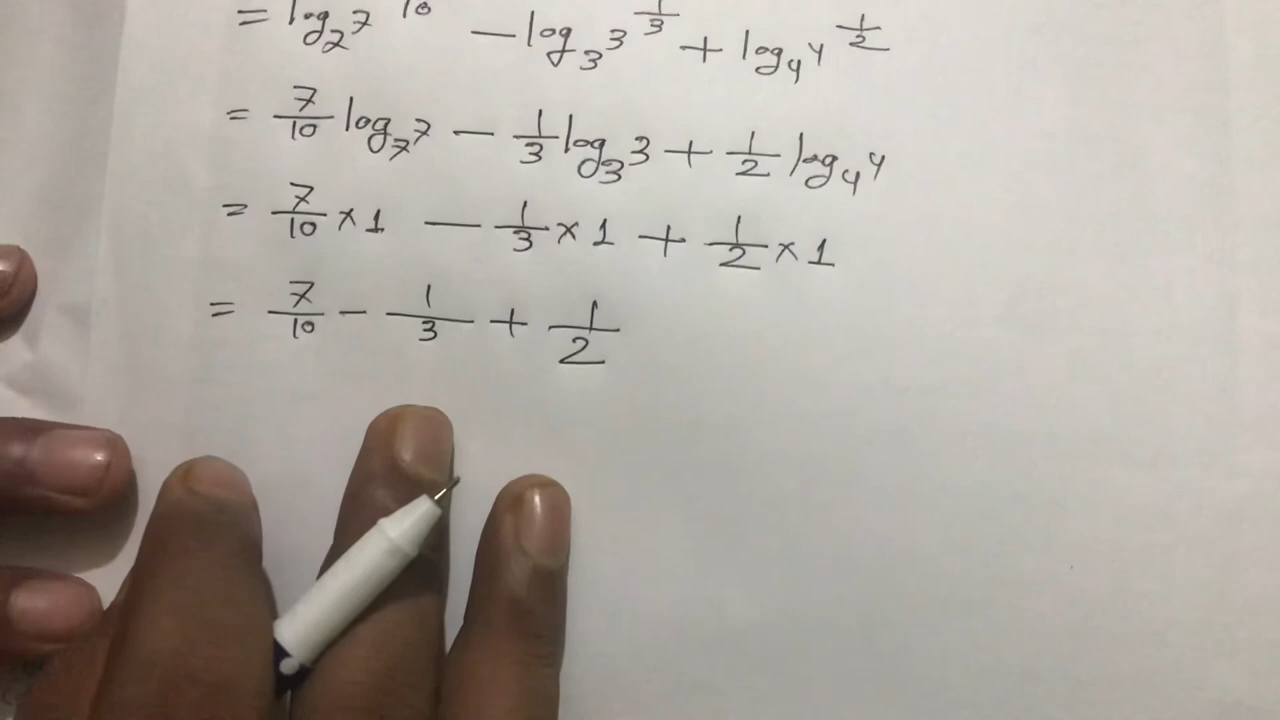 = log₂7 10 - log₃3^(1/3) + log₄4^(1/2)
= 7/10 log₇7 - 1/3 log₃3 + 1/2 log₄4
= 7/10 × 1 - 1/3 × 1 + 1/2 × 1
= 7/10 - 1/3 + 1/2